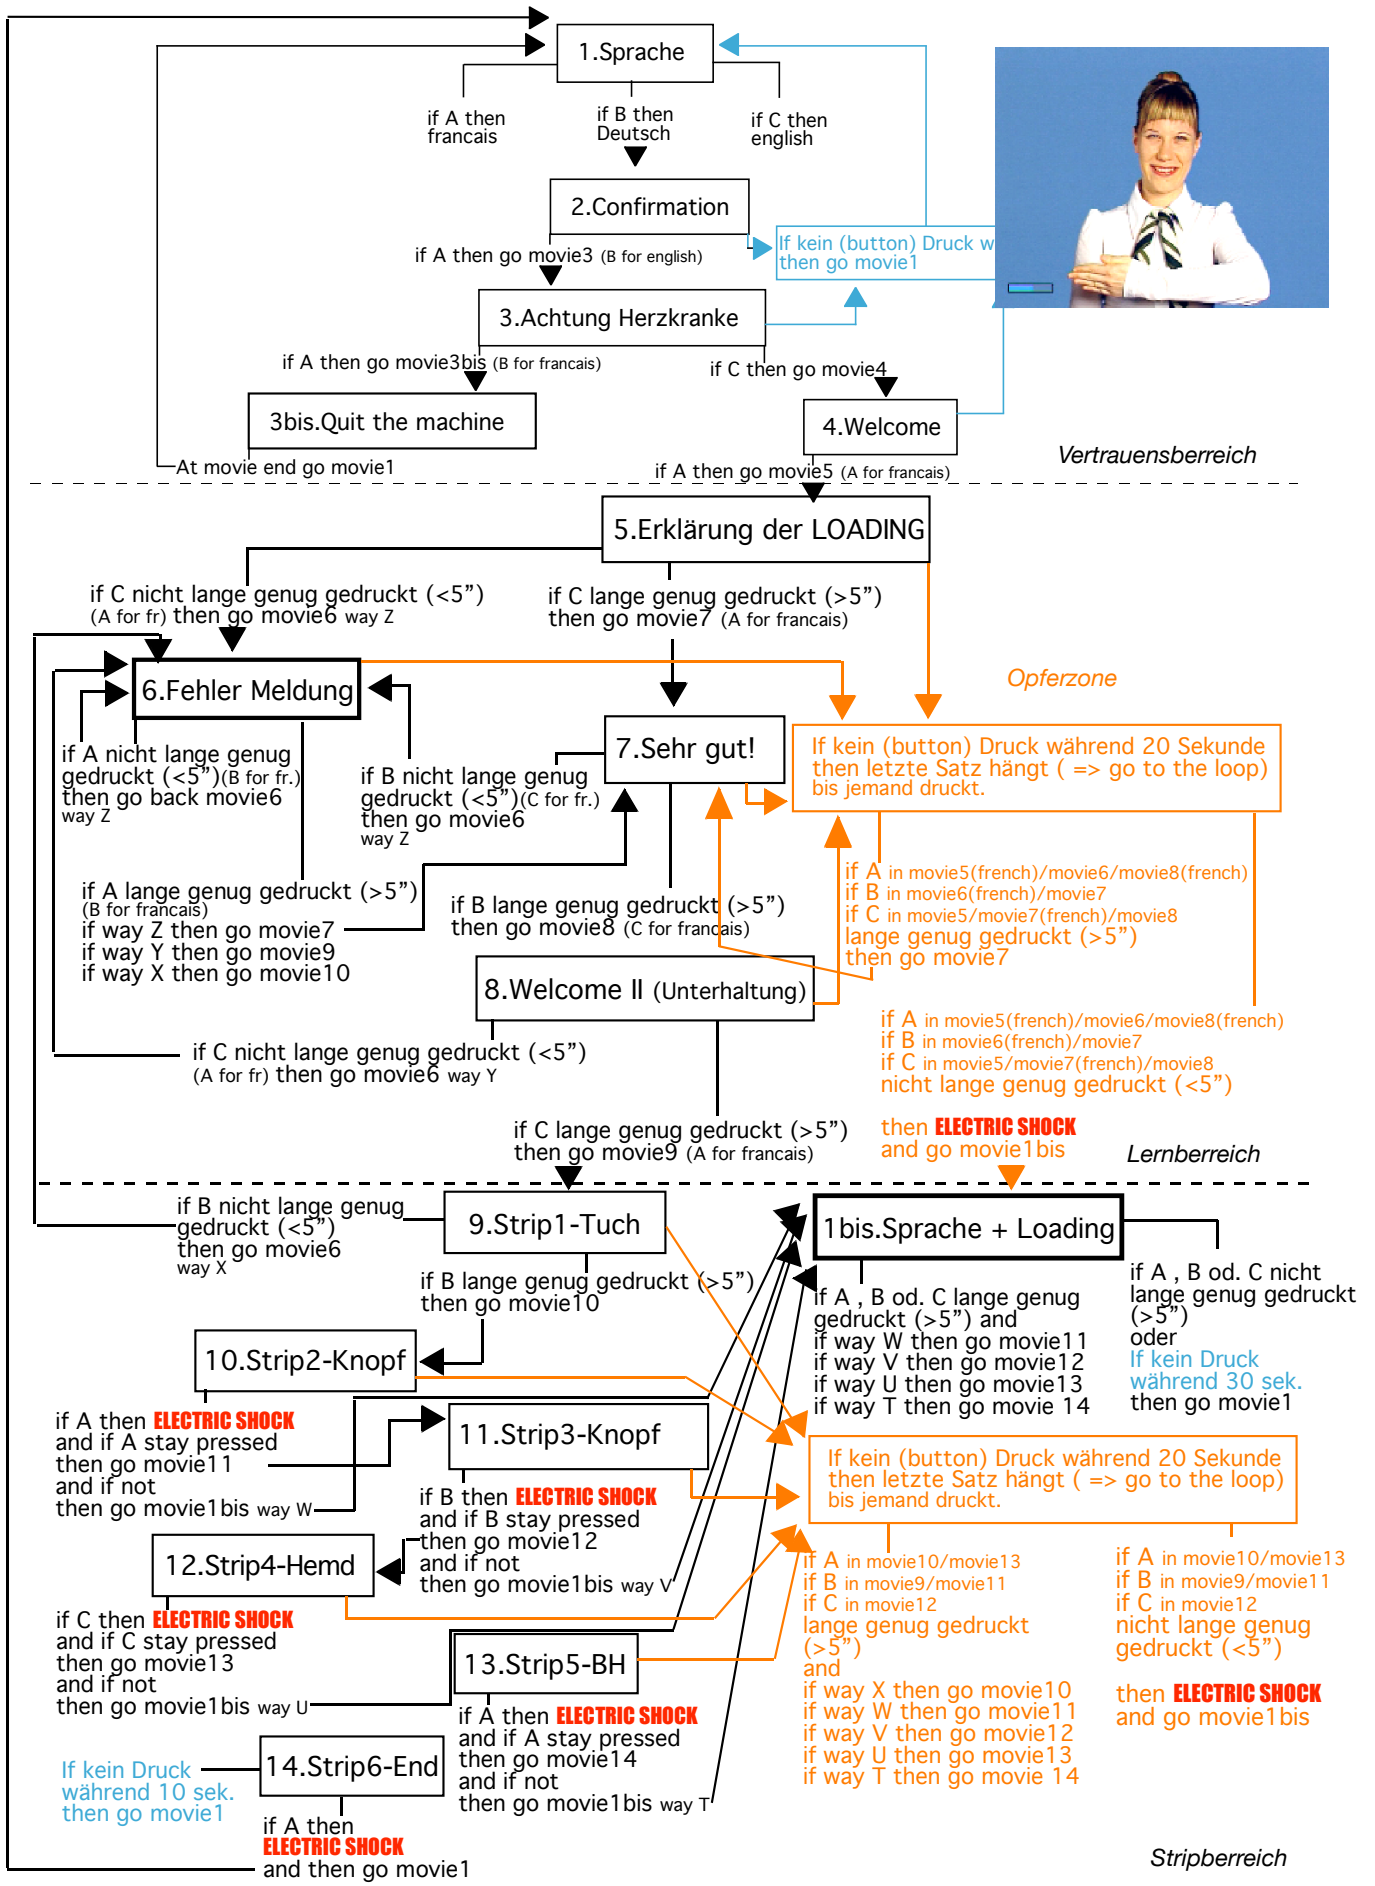 1.Sprache
if A then
francais
if B then
Deutsch
if C then
english
2.Confirmation
If kein (button) Druck w
then go movie1
if A then go movie3 (B for english)
3.Achtung Herzkranke
if A then go movie3bis (B for francais)
if C then go movie4
3bis.Quit the machine
4.Welcome
At movie end go movie1
if A then go movie5 (A for francais)
Vertrauensberreich
5.Erklärung der LOADING
if C nicht lange genug gedruckt (<5”)
(A for fr) then go movie6 way Z
if C lange genug gedruckt (>5”)
then go movie7 (A for francais)
6.Fehler Meldung
Opferzone
7.Sehr gut!
If kein (button) Druck während 20 Sekunde
then letzte Satz hängt ( => go to the loop)
bis jemand druckt.
if A nicht lange genug
gedruckt (<5”)(B for fr.)
then go back movie6
way Z
if B nicht lange genug
gedruckt (<5”)(C for fr.)
then go movie6
way Z
if A lange genug gedruckt (>5”)
(B for francais)
if way Z then go movie7
if way Y then go movie9
if way X then go movie10
if B lange genug gedruckt (>5”)
then go movie8 (C for francais)
if A in movie5(french)/movie6/movie8(french)
if B in movie6(french)/movie7
if C in movie5/movie7(french)/movie8
lange genug gedruckt (>5”)
then go movie7
8.Welcome II (Unterhaltung)
if A in movie5(french)/movie6/movie8(french)
if B in movie6(french)/movie7
if C in movie5/movie7(french)/movie8
nicht lange genug gedruckt (<5”)
then ELECTRIC SHOCK
and go movie1bis
if C nicht lange genug gedruckt (<5”)
(A for fr) then go movie6 way Y
if C lange genug gedruckt (>5”)
then go movie9 (A for francais)
Lernberreich
if B nicht lange genug
gedruckt (<5”)
then go movie6
way X
9.Strip1-Tuch
1bis.Sprache + Loading
if B lange genug gedruckt (>5”)
then go movie10
if A , B od. C lange genug
gedruckt (>5”) and
if way W then go movie11
if way V then go movie12
if way U then go movie13
if way T then go movie 14
if A , B od. C nicht
lange genug gedruckt
(>5”)
oder
If kein Druck
während 30 sek.
then go movie1
10.Strip2-Knopf
if A then ELECTRIC SHOCK
and if A stay pressed
then go movie11
and if not
then go movie1bis way W
11.Strip3-Knopf
if B then ELECTRIC SHOCK
and if B stay pressed
then go movie12
and if not
then go movie1bis way V
If kein (button) Druck während 20 Sekunde
then letzte Satz hängt ( => go to the loop)
bis jemand druckt.
12.Strip4-Hemd
if C then ELECTRIC SHOCK
and if C stay pressed
then go movie13
and if not
then go movie1bis way U
if A in movie10/movie13
if B in movie9/movie11
if C in movie12
lange genug gedruckt
(>5”)
and
if way X then go movie10
if way W then go movie11
if way V then go movie12
if way U then go movie13
if way T then go movie 14
if A in movie10/movie13
if B in movie9/movie11
if C in movie12
nicht lange genug
gedruckt (<5”)
then ELECTRIC SHOCK
and go movie1bis
13.Strip5-BH
if A then ELECTRIC SHOCK
and if A stay pressed
then go movie14
and if not
then go movie1bis way T
14.Strip6-End
If kein Druck
während 10 sek.
then go movie1
if A then
ELECTRIC SHOCK
and then go movie1
Stripberreich